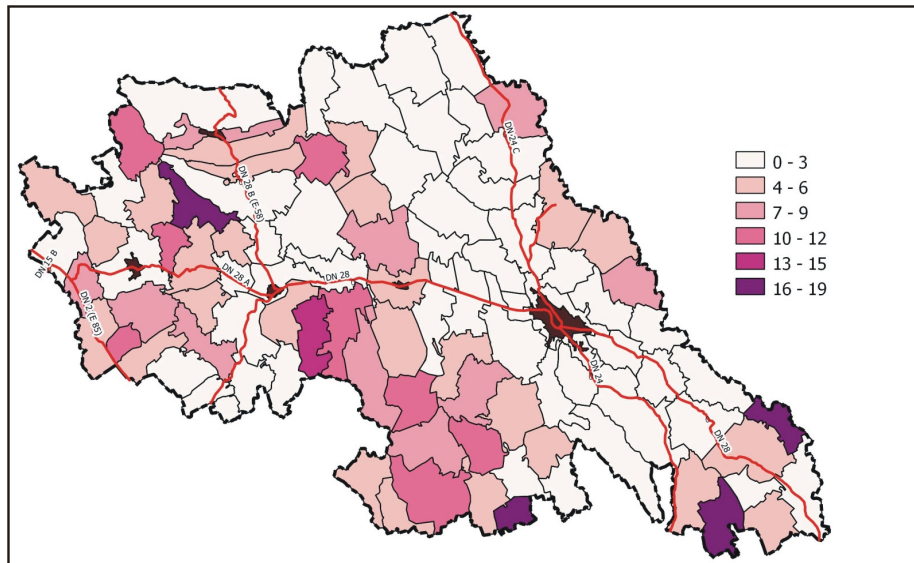 DN 24 C
DN 28 B (E-58)
0 - 3
4 - 6
7 - 9
10 - 12
13 - 15
16 - 19
DN 15 B
DN 28 A
DN 28
DN 2 (E 85)
DN 24
DN 28